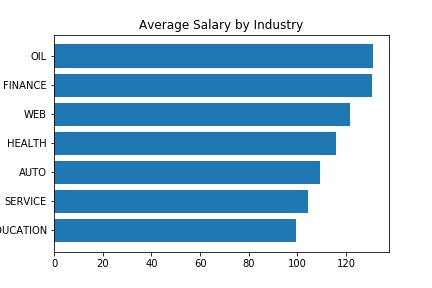 Average Salary by Industry
OIL
FINANCE
WEB
HEALTH
AUTO
SERVICE
DUCATION
0 20 40 60 80 100 120